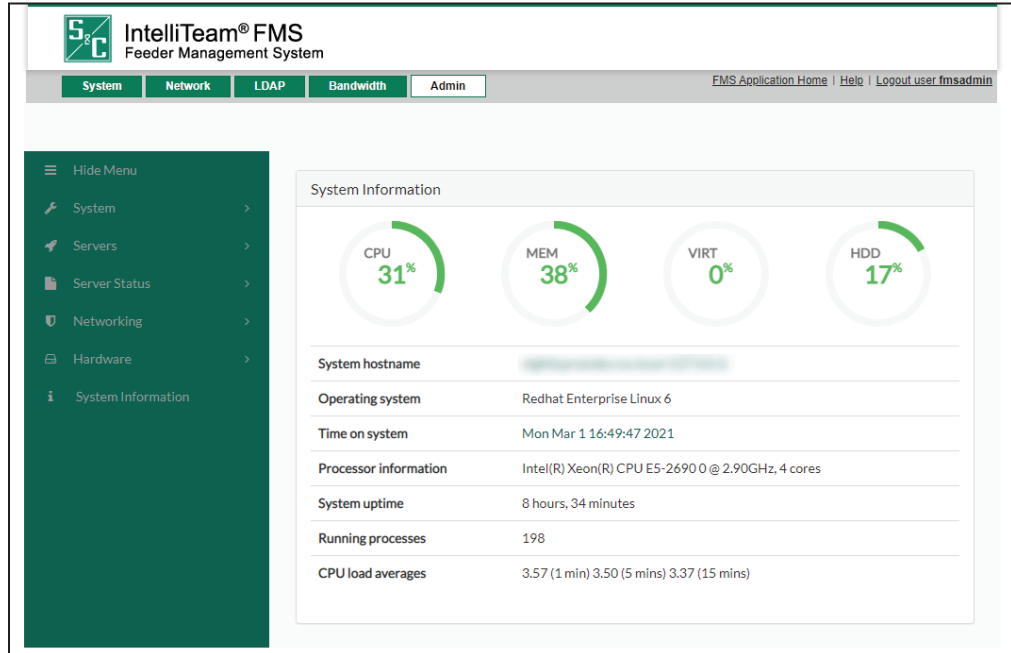 S&C
IntelliTeam® FMS
Feeder Management System
System Network LDAP Bandwidth Admin
FMS Application Home | Help | Logout user fmsadmin
Hide Menu
System
Servers
Server Status
Networking
Hardware
System Information
System Information
CPU
31%
MEM
38%
VIRT
0%
HDD
17%
System hostname
Operating system Redhat Enterprise Linux 6
Time on system Mon Mar 1 16:49:47 2021
Processor information Intel(R) Xeon(R) CPU E5-2690 0 @ 2.90GHz, 4 cores
System uptime 8 hours, 34 minutes
Running processes 198
CPU load averages 3.57 (1 min) 3.50 (5 mins) 3.37 (15 mins)